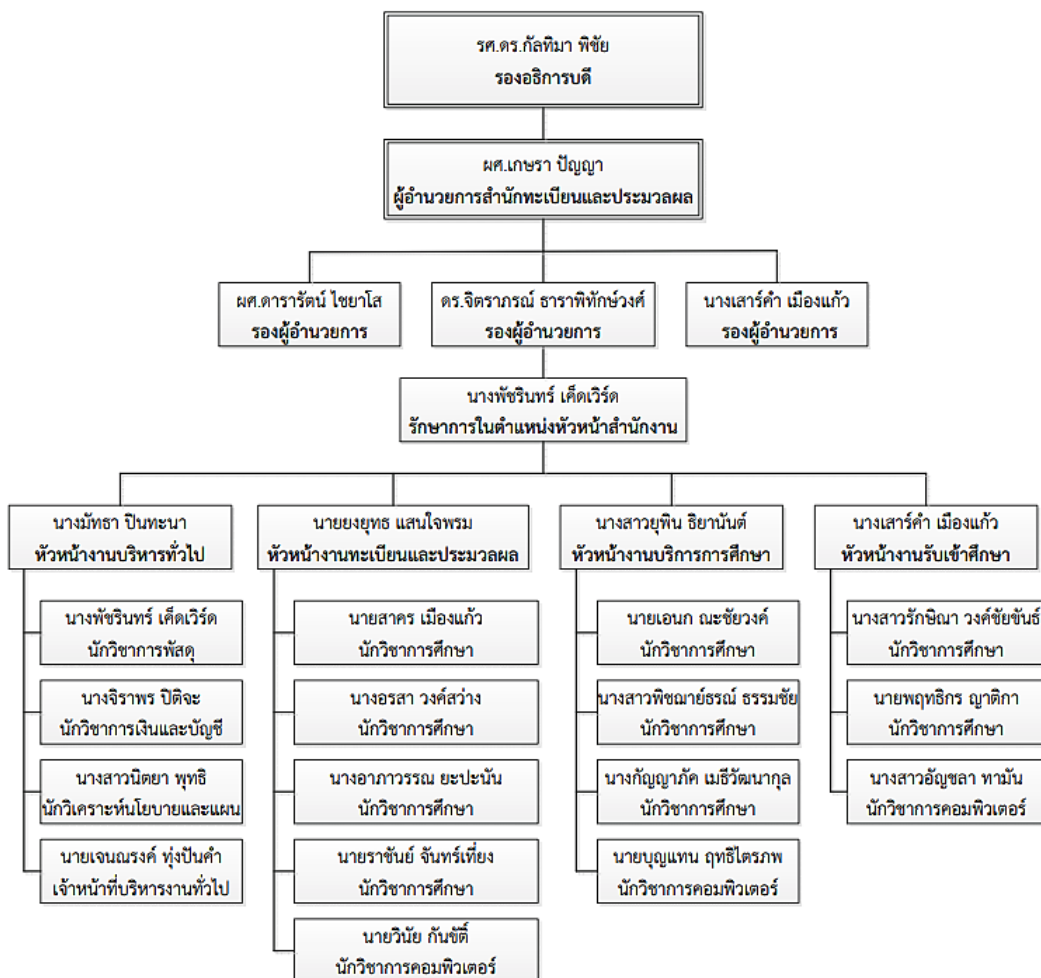 รศ.ดร.กัลทิมา พิชัย
รองอธิการบดี
ผศ.เกษรา ปัญญา
ผู้อำนวยการสำนักทะเบียนและประมวลผล
ผศ.ดารารัตน์ ไชยาโส
รองผู้อำนวยการ
ดร.จิตราภรณ์ ธาราพิทักษ์วงศ์
รองผู้อำนวยการ
นางเสาร์คำ เมืองแก้ว
รองผู้อำนวยการ
นางพัชรินทร์ เค็ดเวิร์ด
รักษาการในตำแหน่งหัวหน้าสำนักงาน
นางมัทธา ปินทะนา
หัวหน้างานบริหารทั่วไป
นางพัชรินทร์ เค็ดเวิร์ด
นักวิชาการพัสดุ
นางจิราพร ปิติจะ
นักวิชาการเงินและบัญชี
นางสาวนิตยา พุทธิ
นักวิเคราะห์นโยบายและแผน
นายเจนณรงค์ ทุ่งปันคำ
เจ้าหน้าที่บริหารงานทั่วไป
นายยงยุทธ แสนใจพรม
หัวหน้างานทะเบียนและประมวลผล
นายสาคร เมืองแก้ว
นักวิชาการศึกษา
นางอรสา วงค์สว่าง
นักวิชาการศึกษา
นางอาภาวรรณ ยะปะนัน
นักวิชาการศึกษา
นายราชันย์ จันทร์เที่ยง
นักวิชาการศึกษา
นายวินัย กันขัติ์
นักวิชาการคอมพิวเตอร์
นางสาวยุพิน ธิยานันต์
หัวหน้างานบริการการศึกษา
นายเอนก ณะชัยวงค์
นักวิชาการศึกษา
นางสาวพิชฌาย์ธรณ์ ธรรมชัย
นักวิชาการศึกษา
นางกัญญาภัค เมธีวัฒนากุล
นักวิชาการศึกษา
นายบุญแทน ฤทธิไตรภพ
นักวิชาการคอมพิวเตอร์
นางเสาร์คำ เมืองแก้ว
หัวหน้างานรับเข้าศึกษา
นางสาวรักษิณา วงค์ชัยขันธ์
นักวิชาการศึกษา
นายพฤทธิกร ญาติกา
นักวิชาการศึกษา
นางสาวอัญชลา ทามัน
นักวิชาการคอมพิวเตอร์